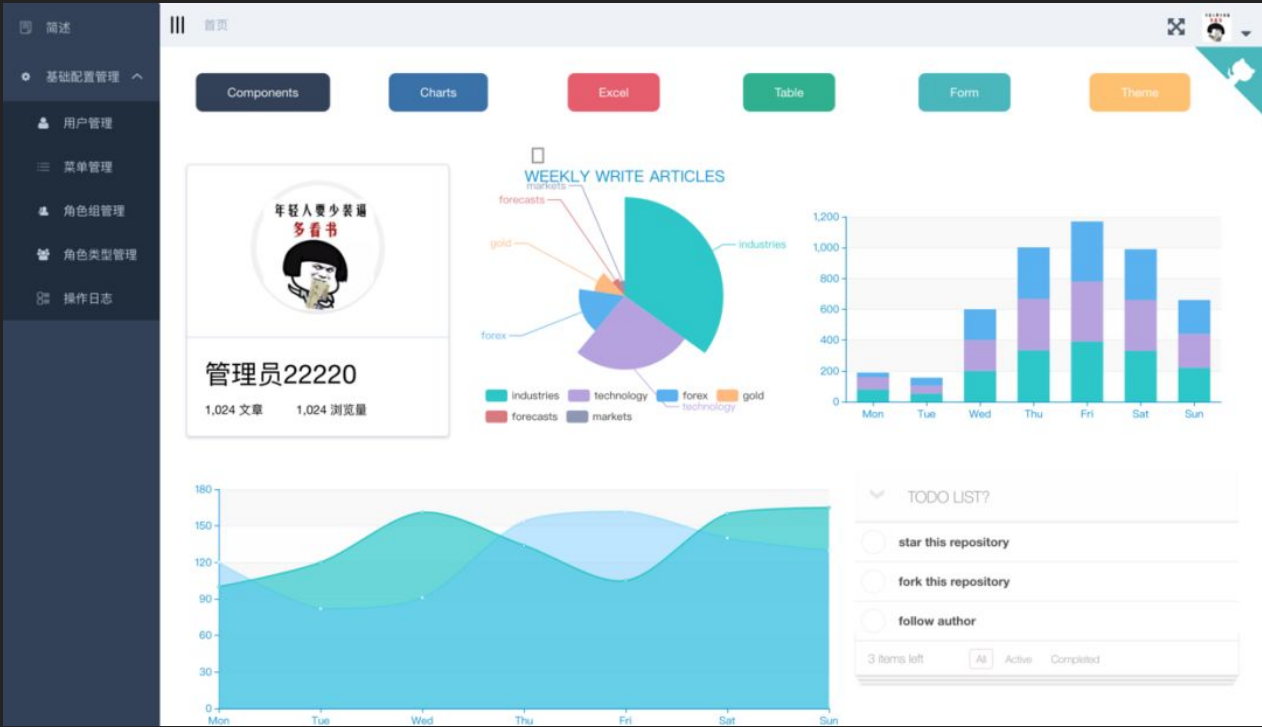 简述
首页
基础配置管理
用户管理
菜单管理
角色组管理
角色类型管理
操作日志
Components
Charts
Excel
Table
Form
Theme
年轻人要少装逼
多看书
管理员22220
1,024 文章 1,024 浏览量
WEEKLY WRITE ARTICLES
markets
forecasts
gold
industries
forex
technology
industries technology forex gold
forecasts markets
1,200
1,000
800
600
400
200
0
Mon Tue Wed Thu Fri Sat Sun
180
150
120
90
60
30
0
Mon Tue Wed Thu Fri Sat Sun
TODO LIST?
star this repository
fork this repository
follow author
3 items left All Active Completed